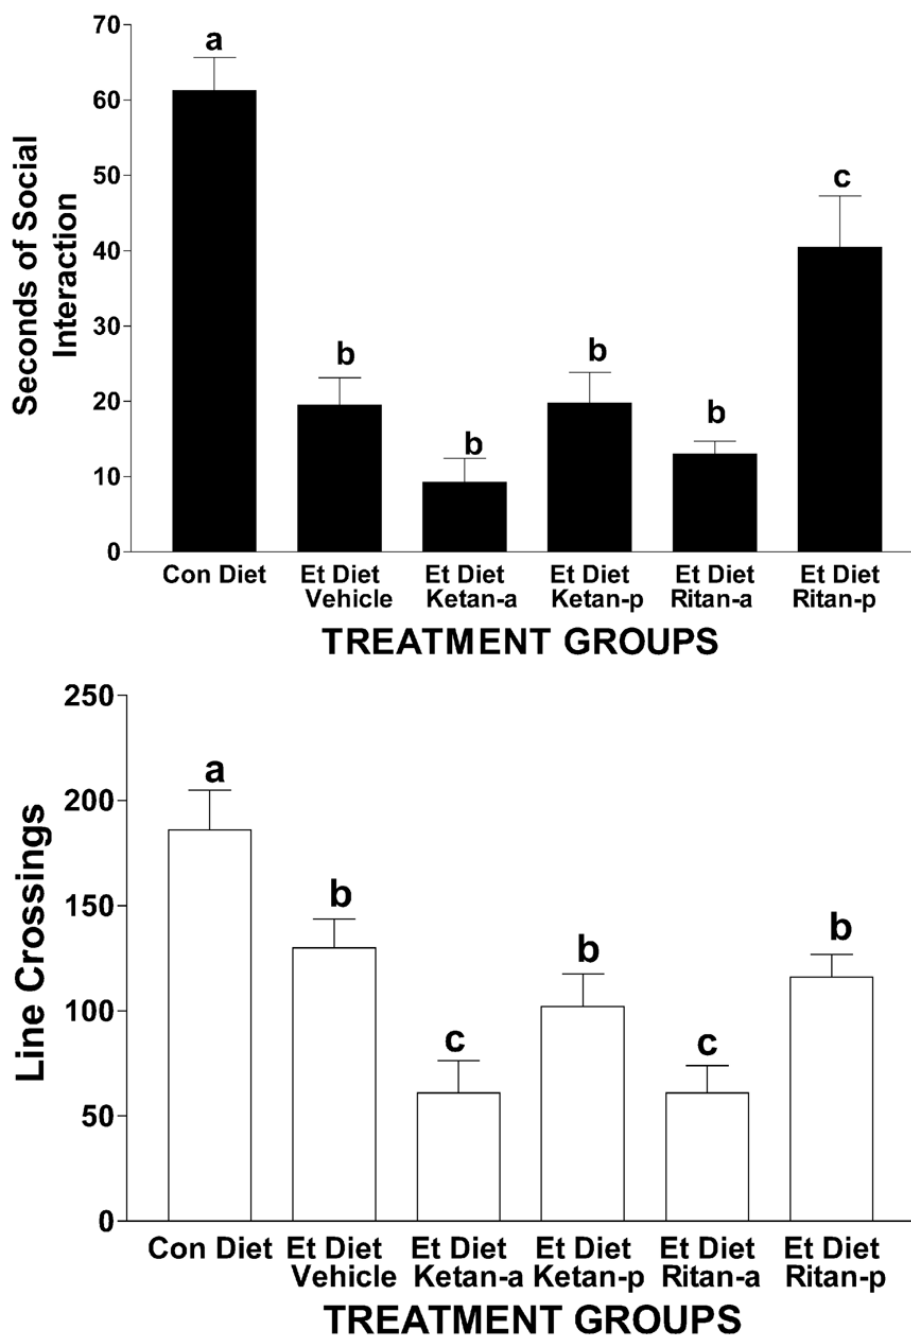 70
60
50
40
30
20
10
0
Seconds of Social
Interaction
a
b
b
b
b
c
Con Diet
Et Diet
Vehicle
Et Diet
Ketan-a
Et Diet
Ketan-p
Et Diet
Ritan-a
Et Diet
Ritan-p
TREATMENT GROUPS
250
200
150
100
50
0
Line Crossings
a
b
c
b
c
b
Con Diet
Et Diet
Vehicle
Et Diet
Ketan-a
Et Diet
Ketan-p
Et Diet
Ritan-a
Et Diet
Ritan-p
TREATMENT GROUPS